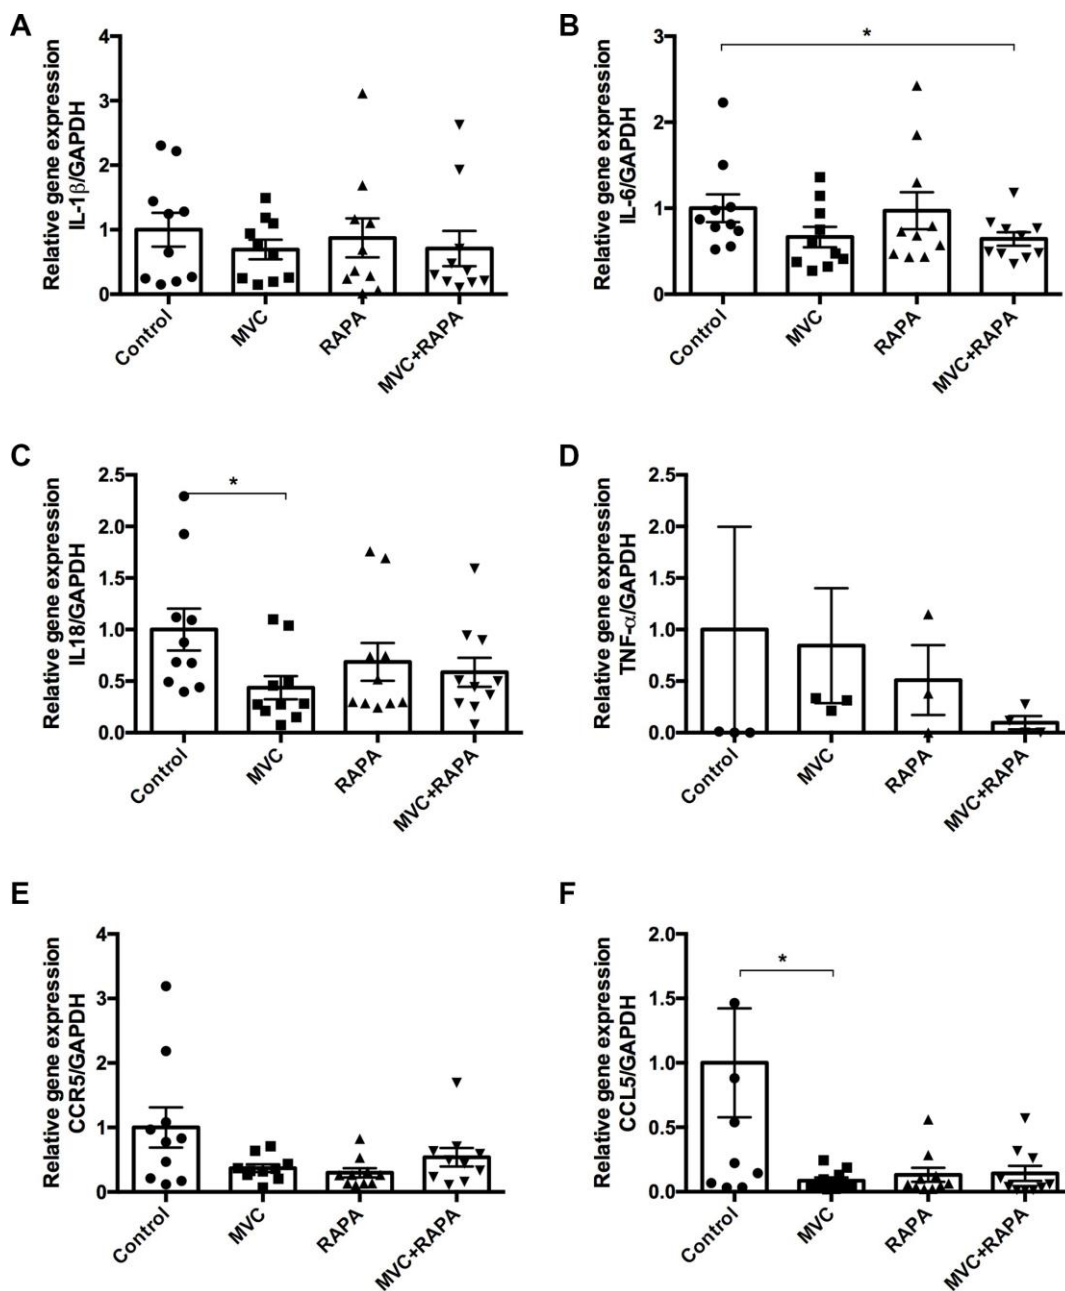 A
Relative gene expression
IL-1β/GAPDH
4
3
2
1
0
Control
MVC
RAPA
MVC+RAPA
B
Relative gene expression
IL-6/GAPDH
3
2
1
0
*
Control
MVC
RAPA
MVC+RAPA
C
Relative gene expression
IL18/GAPDH
2.5
2.0
1.5
1.0
0.5
0.0
*
Control
MVC
RAPA
MVC+RAPA
D
Relative gene expression
TNF-α/GAPDH
2.5
2.0
1.5
1.0
0.5
0.0
Control
MVC
RAPA
MVC+RAPA
E
Relative gene expression
CCR5/GAPDH
4
3
2
1
0
Control
MVC
RAPA
MVC+RAPA
F
Relative gene expression
CCL5/GAPDH
2.0
1.5
1.0
0.5
0.0
*
Control
MVC
RAPA
MVC+RAPA